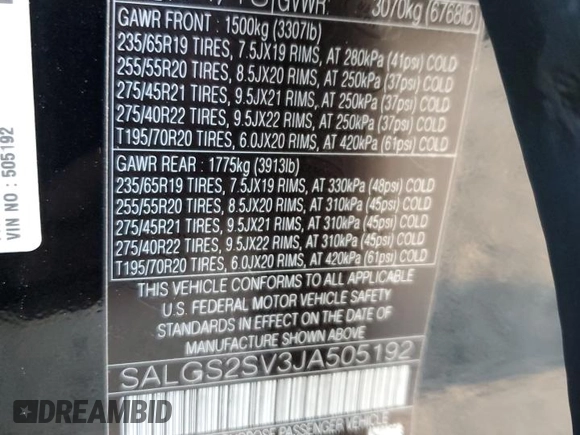 GVWR: 3070kg (6768lb)
GAWR FRONT : 1500kg (3307lb)
235/65R19 TIRES, 7.5JX19 RIMS, AT 280kPa (41psi) COLD
255/55R20 TIRES, 8.5JX20 RIMS, AT 250kPa (37psi) COLD
275/45R21 TIRES, 9.5JX21 RIMS, AT 250kPa (37psi) COLD
275/40R22 TIRES, 9.5JX22 RIMS, AT 250kPa (37psi) COLD
T195/70R20 TIRES, 6.0JX20 RIMS, AT 420kPa (61psi) COLD
GAWR REAR : 1775kg (3913lb)
235/65R19 TIRES, 7.5JX19 RIMS, AT 330kPa (48psi) COLD
255/55R20 TIRES, 8.5JX20 RIMS, AT 310kPa (45psi) COLD
275/45R21 TIRES, 9.5JX21 RIMS, AT 310kPa (45psi) COLD
275/40R22 TIRES, 9.5JX22 RIMS, AT 310kPa (45psi) COLD
T195/70R20 TIRES, 6.0JX20 RIMS, AT 420kPa (61psi) COLD
THIS VEHICLE CONFORMS TO ALL APPLICABLE
U.S. FEDERAL MOTOR VEHICLE SAFETY
STANDARDS IN EFFECT ON THE DATE OF
MANUFACTURE SHOWN ABOVE.
SALGS2SV3JA505192
PURPOSE PASSENGER VEHICLE
VIN NO : 505192
DREAMBID